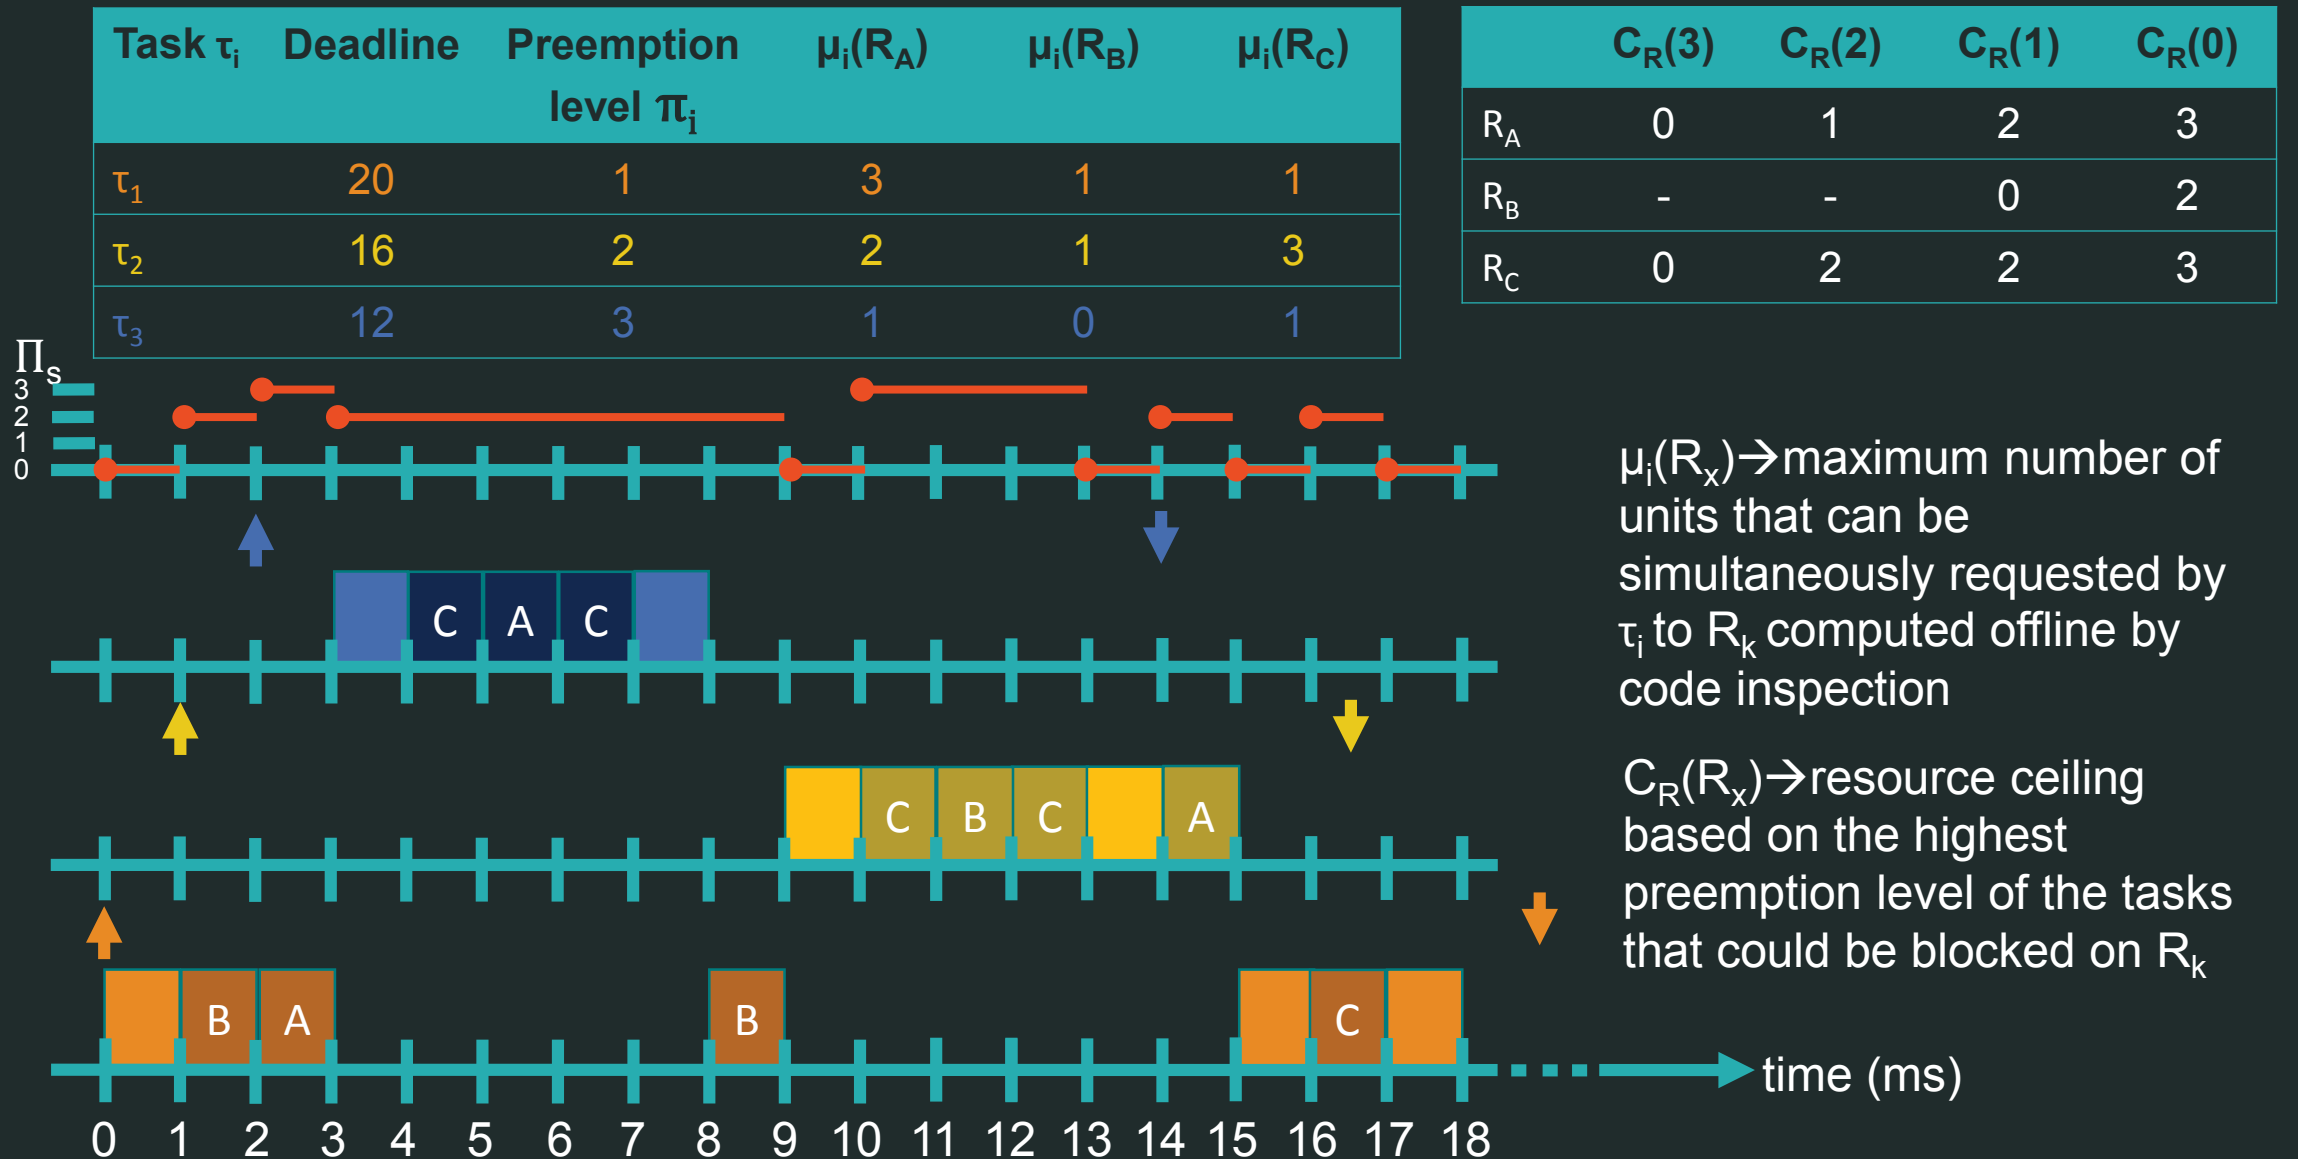 Task τi Deadline Preemption level πi μi(RA) μi(RB) μi(RC)
τ1 20 1 3 1 1
τ2 16 2 2 1 3
τ3 12 3 1 0 1
CR(3) CR(2) CR(1) CR(0)
RA 0 1 2 3
RB - - 0 2
RC 0 2 2 3
Πs
3
2
1
0
C A C
C B C A
B A B C
time (ms)
0 1 2 3 4 5 6 7 8 9 10 11 12 13 14 15 16 17 18
μi(Rx)→maximum number of
units that can be
simultaneously requested by
τi to Rk computed offline by
code inspection
CR(Rx)→resource ceiling
based on the highest
preemption level of the tasks
that could be blocked on Rk